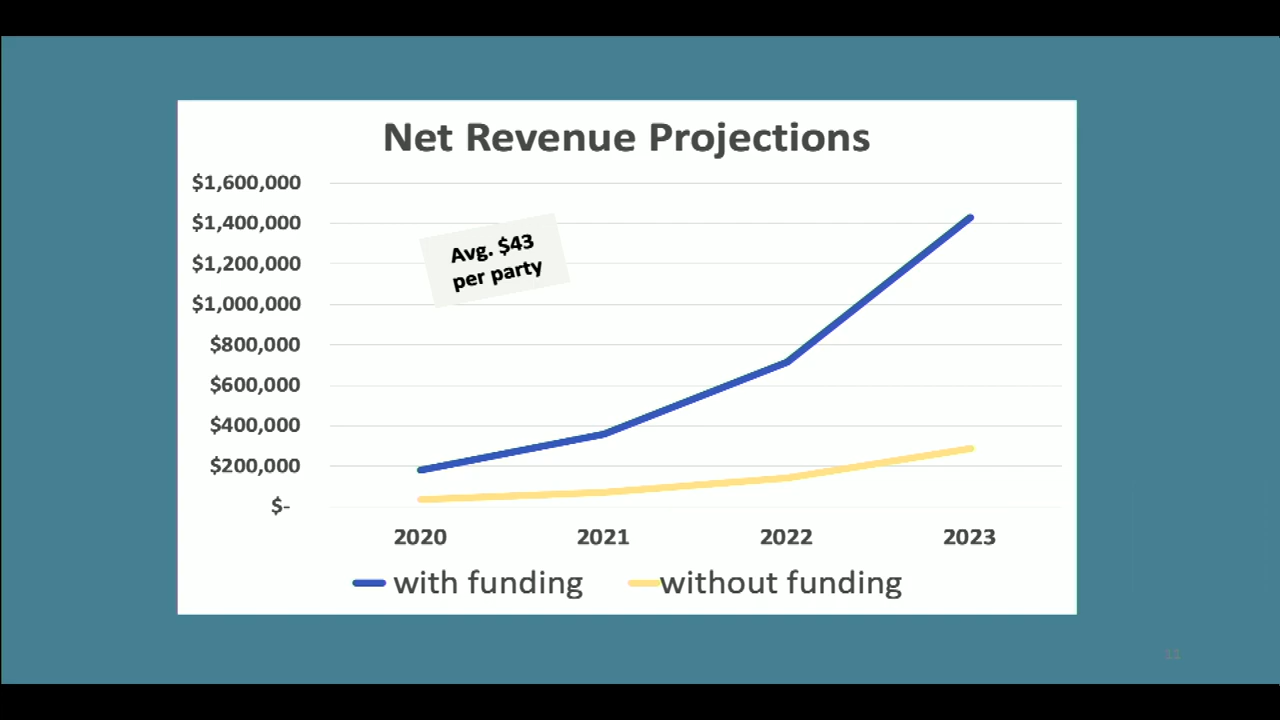 Net Revenue Projections
$1,600,000
$1,400,000
$1,200,000
$1,000,000
$800,000
$600,000
$400,000
$200,000
$-
Avg. $43
per party
2020 2021 2022 2023
with funding without funding